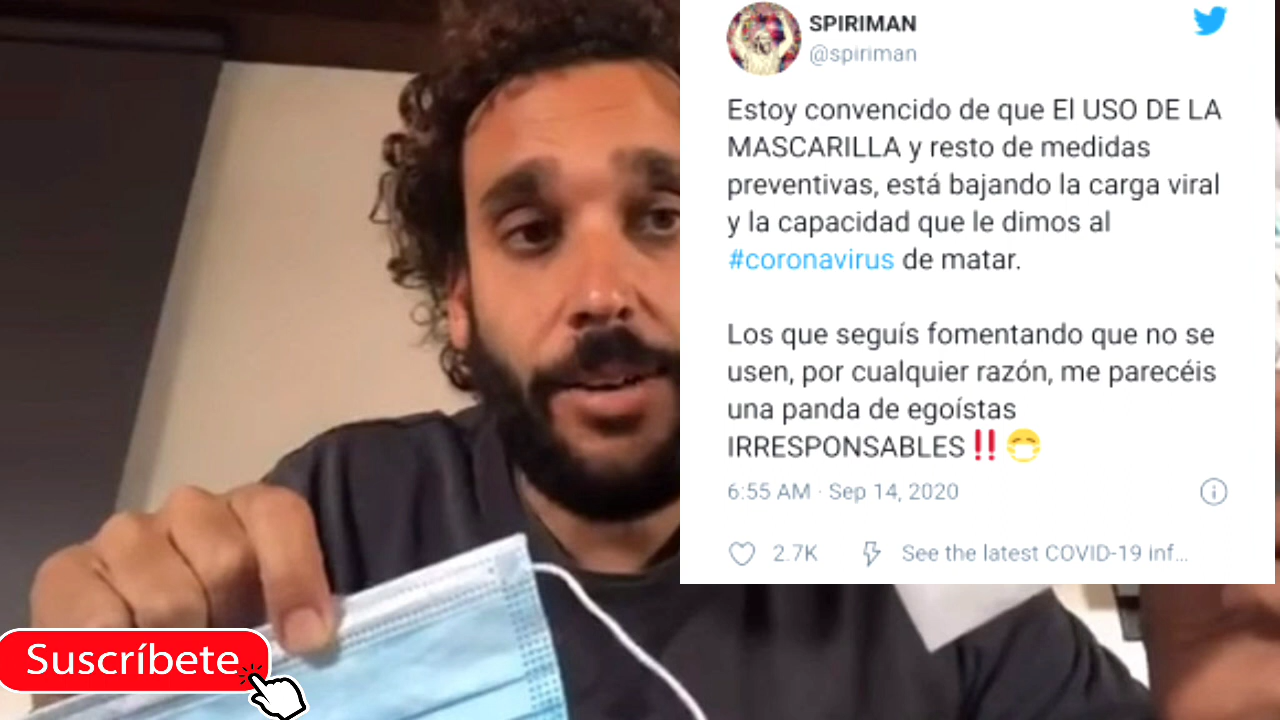 SPIRIMAN
@spiriman
Estoy convencido de que El USO DE LA
MASCARILLA y resto de medidas
preventivas, está bajando la carga viral
y la capacidad que le dimos al
#coronavirus de matar.
Los que seguís fomentando que no se
usen, por cualquier razón, me parecéis
una panda de egoístas
IRRESPONSABLES‼️😷
6:55 AM · Sep 14, 2020
2.7K
See the latest COVID-19 inf...
Suscríbete